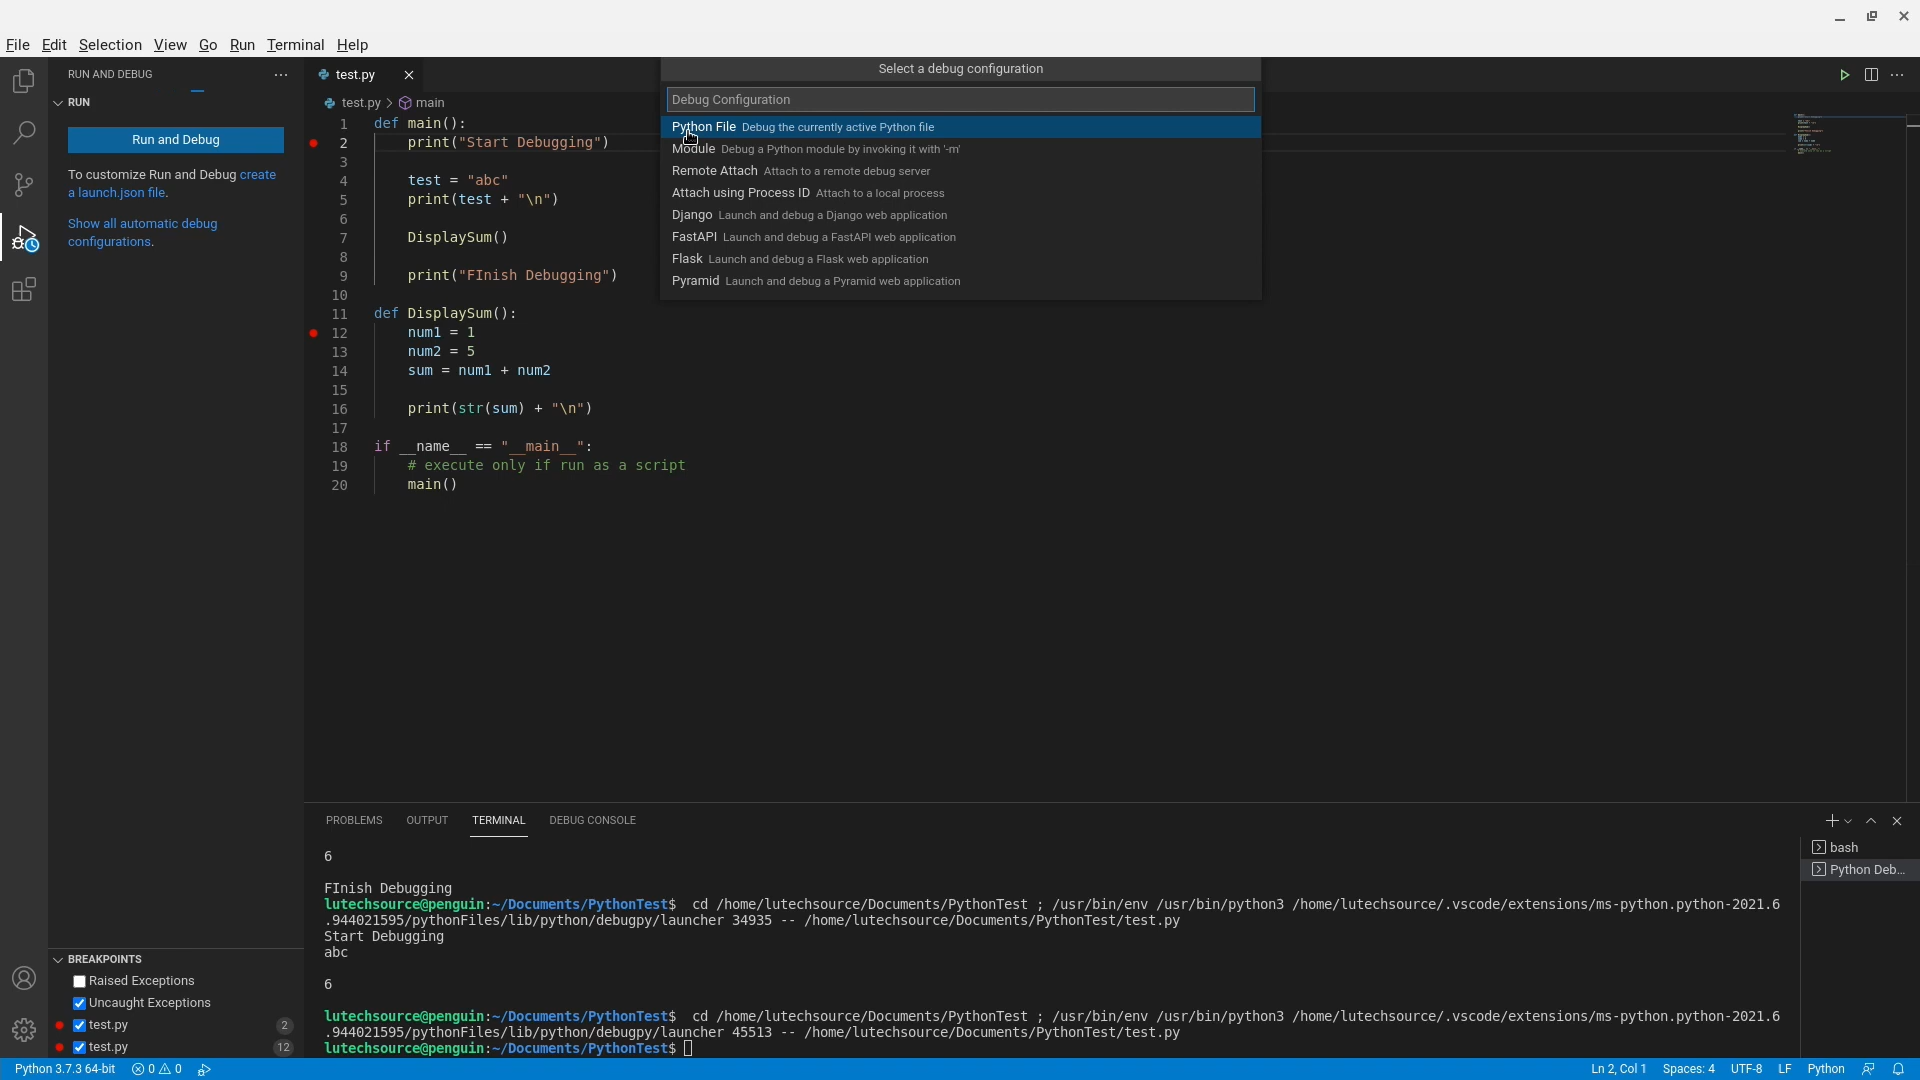 File Edit Selection View Go Run Terminal Help
RUN AND DEBUG ···
RUN
Run and Debug
To customize Run and Debug create
a launch.json file.
Show all automatic debug
configurations.
BREAKPOINTS
Raised Exceptions
Uncaught Exceptions
test.py 2
test.py 12
test.py
test.py > main
Select a debug configuration
Debug Configuration
Python File Debug the currently active Python file
Module Debug a Python module by invoking it with '-m'
Remote Attach Attach to a remote debug server
Attach using Process ID Attach to a local process
Django Launch and debug a Django web application
FastAPI Launch and debug a FastAPI web application
Flask Launch and debug a Flask web application
Pyramid Launch and debug a Pyramid web application
1 def main():
2     print("Start Debugging")
3
4     test = "abc"
5     print(test + "\n")
6
7     DisplaySum()
8
9     print("FInish Debugging")
10
11 def DisplaySum():
12     num1 = 1
13     num2 = 5
14     sum = num1 + num2
15
16     print(str(sum) + "\n")
17
18 if __name__ == "__main__":
19     # execute only if run as a script
20     main()
PROBLEMS OUTPUT TERMINAL DEBUG CONSOLE
6
FInish Debugging
lutechsource@penguin:~/Documents/PythonTest$  cd /home/lutechsource/Documents/PythonTest ; /usr/bin/env /usr/bin/python3 /home/lutechsource/.vscode/extensions/ms-python.python-2021.6
.944021595/pythonFiles/lib/python/debugpy/launcher 34935 -- /home/lutechsource/Documents/PythonTest/test.py
Start Debugging
abc
6
lutechsource@penguin:~/Documents/PythonTest$  cd /home/lutechsource/Documents/PythonTest ; /usr/bin/env /usr/bin/python3 /home/lutechsource/.vscode/extensions/ms-python.python-2021.6
.944021595/pythonFiles/lib/python/debugpy/launcher 45513 -- /home/lutechsource/Documents/PythonTest/test.py
lutechsource@penguin:~/Documents/PythonTest$
bash
Python Deb...
Python 3.7.3 64-bit 0 0 Ln 2, Col 1 Spaces: 4 UTF-8 LF Python